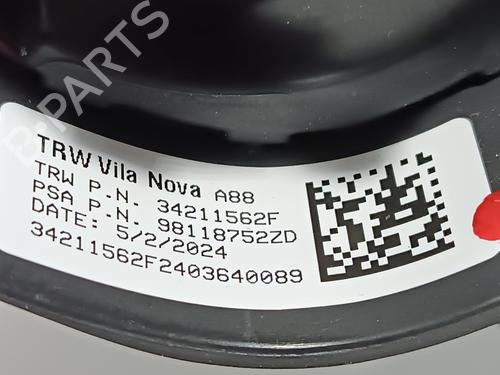 B-PARTS
TRW Vila Nova A88
TRW P.N. 34211562F
PSA P.N. 98118752ZD
DATE: 5/2/2024
34211562F2403640089